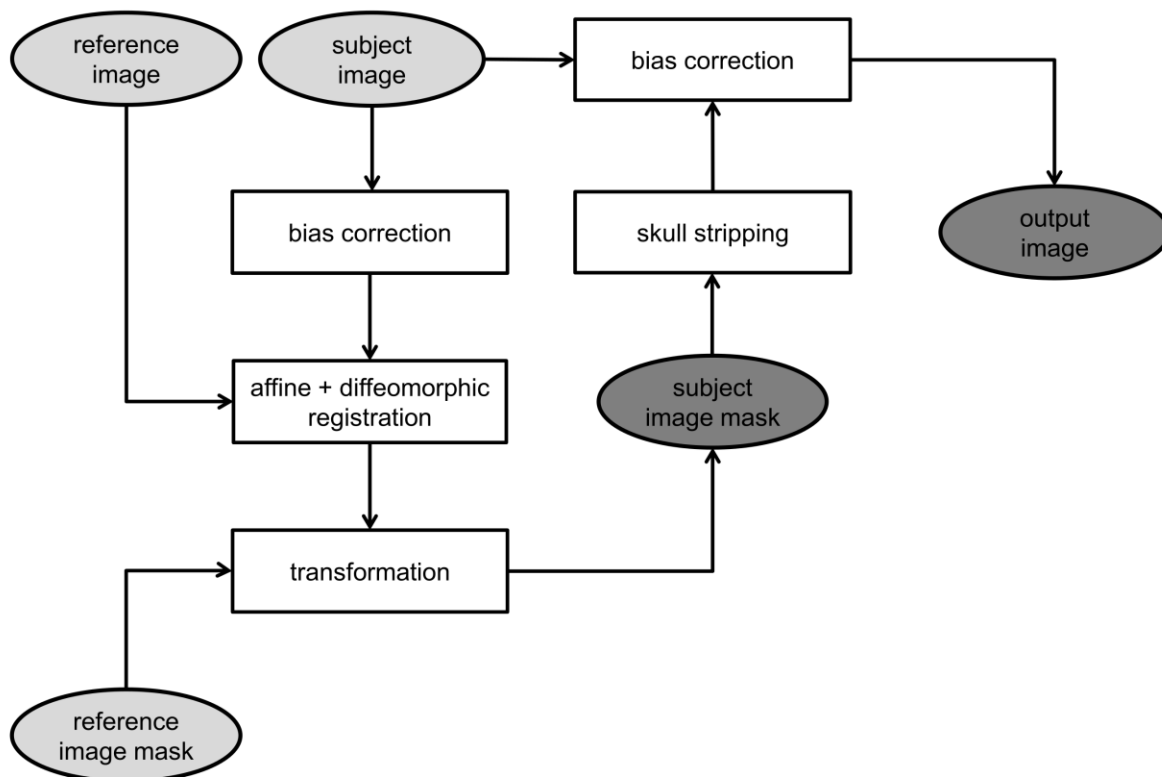 reference
image
subject
image
bias correction
bias correction
skull stripping
output
image
affine + diffeomorphic
registration
subject
image mask
transformation
reference
image mask